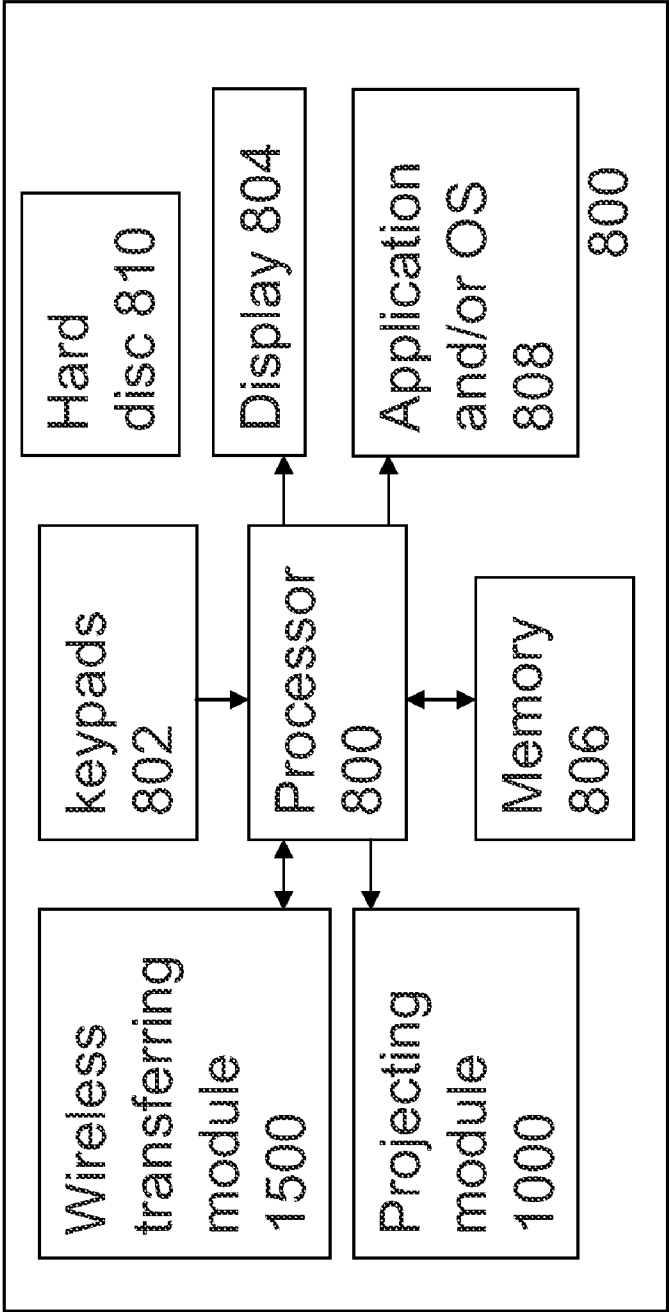 Wireless
transferring
module
1500
keypads
802
Hard
disc 810
Display 804
Processor
800
Projecting
module
1000
Memory
806
Application
and/or OS
808
800